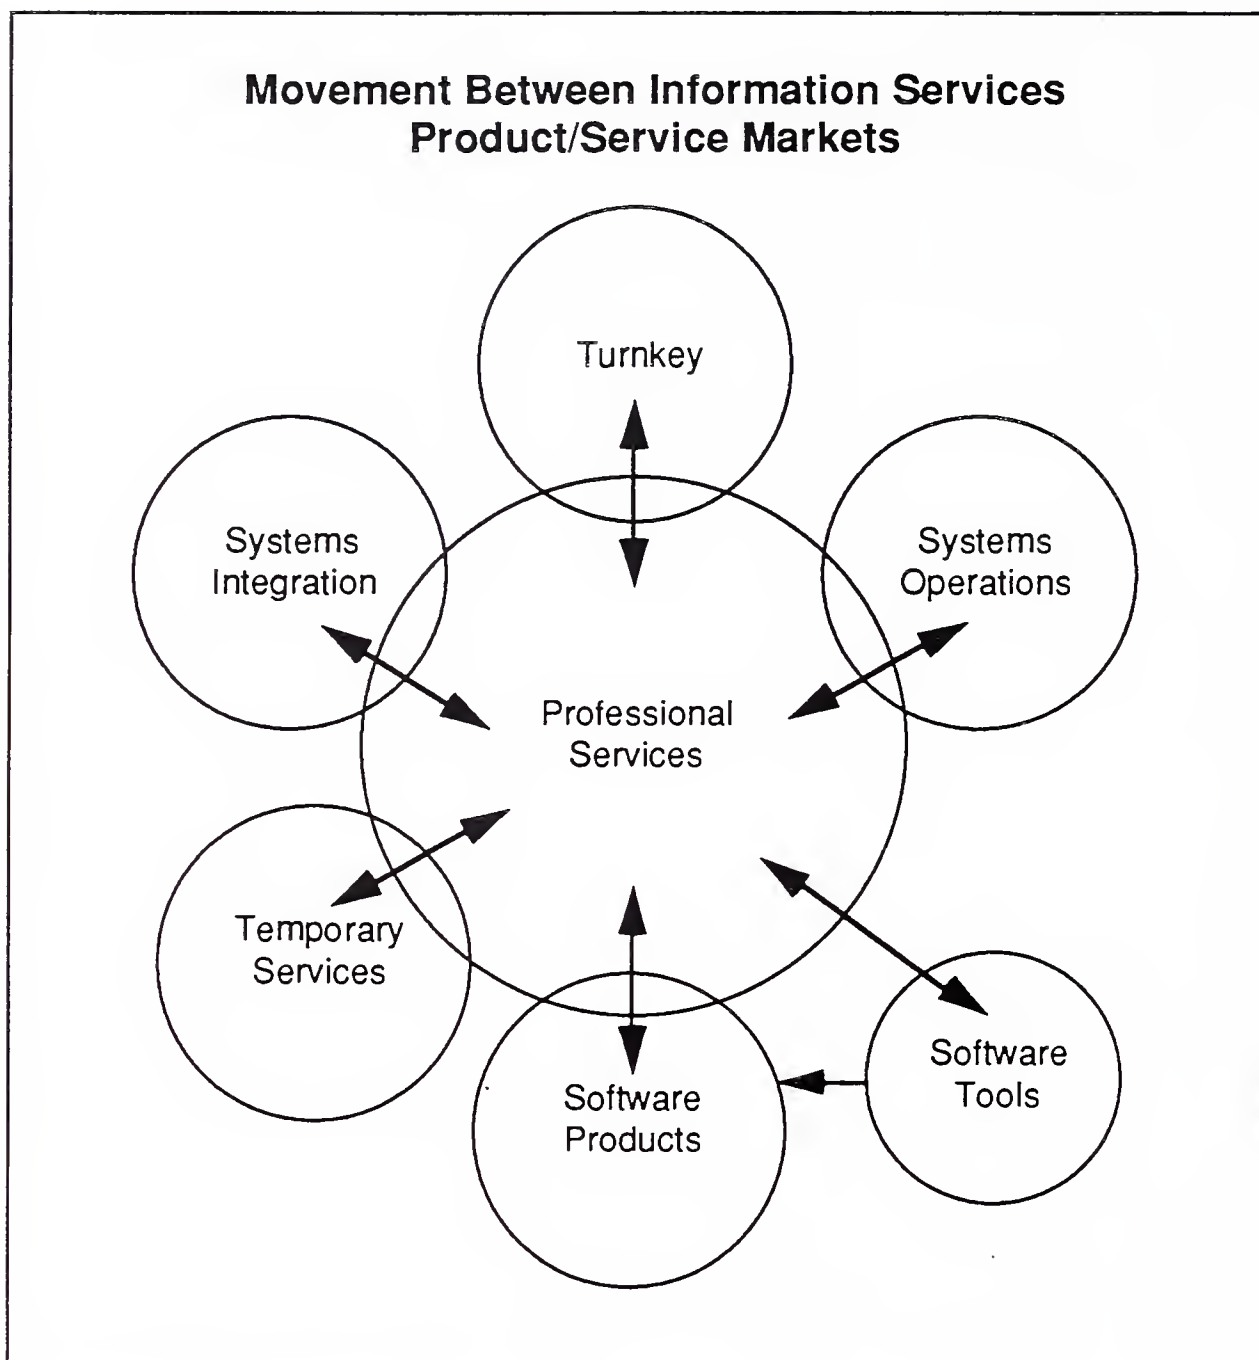 Movement Between Information Services
Product/Service Markets
Turnkey
Systems
Integration
Systems
Operations
Professional
Services
Temporary
Services
Software
Products
Software
Tools